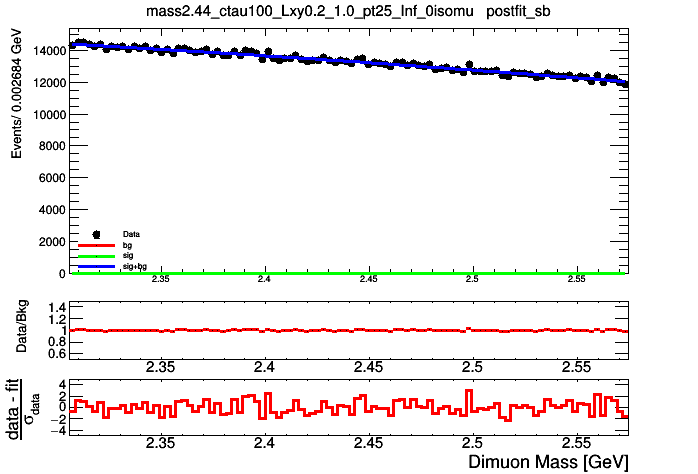 mass2.44_ctau100_Lxy0.2_1.0_pt25_Inf_0isomu postfit_sb
Events/ 0.002684 GeV
14000
12000
10000
8000
6000
4000
2000
0
Data
bg
sig
sig+bg
2.35 2.4 2.45 2.5 2.55
Data/Bkg
1.4
1.2
1
0.8
0.6
2.35 2.4 2.45 2.5 2.55
data - fit
σdata
4
2
0
−2
−4
2.35 2.4 2.45 2.5 2.55
Dimuon Mass [GeV]